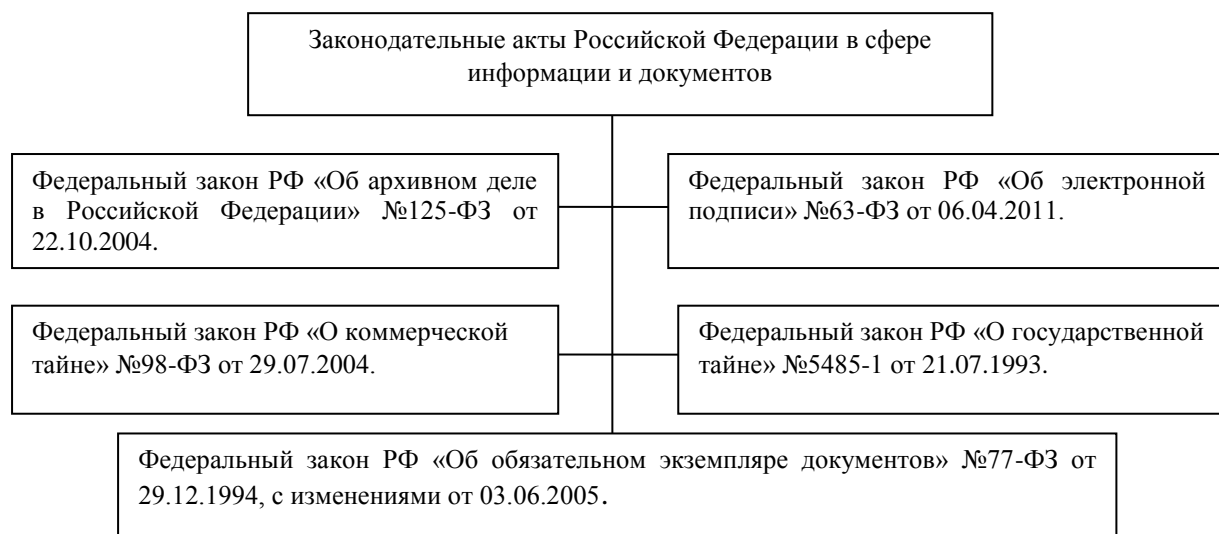 Законодательные акты Российской Федерации в сфере
информации и документов
Федеральный закон РФ «Об архивном деле
в Российской Федерации» №125-ФЗ от
22.10.2004.
Федеральный закон РФ «Об электронной
подписи» №63-ФЗ от 06.04.2011.
Федеральный закон РФ «О коммерческой
тайне» №98-ФЗ от 29.07.2004.
Федеральный закон РФ «О государственной
тайне» №5485-1 от 21.07.1993.
Федеральный закон РФ «Об обязательном экземпляре документов» №77-ФЗ от
29.12.1994, с изменениями от 03.06.2005.